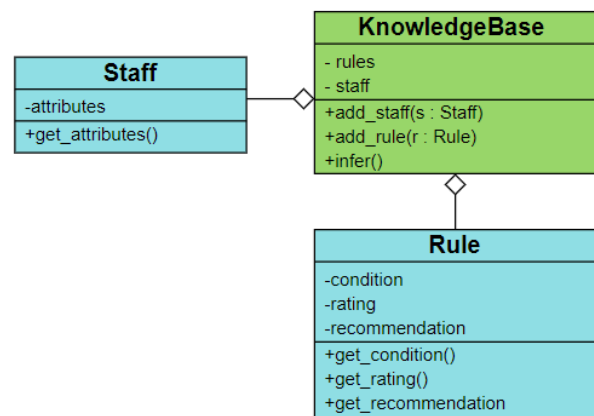 KnowledgeBase
- rules
- staff
+add_staff(s : Staff)
+add_rule(r : Rule)
+infer()
Staff
-attributes
+get_attributes()
Rule
-condition
-rating
-recommendation
+get_condition()
+get_rating()
+get_recommendation